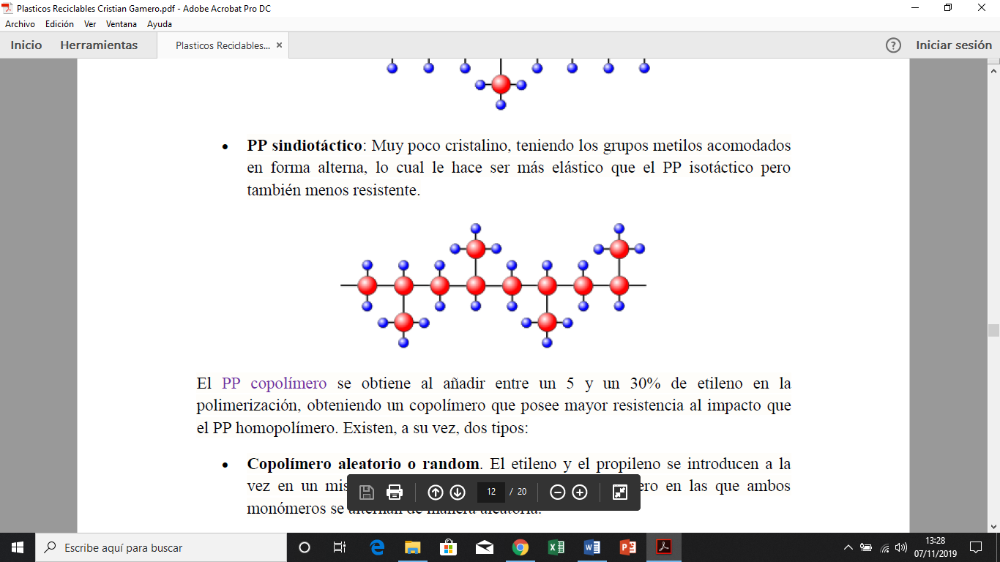 Plasticos Reciclables Cristian Gamero.pdf - Adobe Acrobat Pro DC
Archivo Edición Ver Ventana Ayuda
Inicio Herramientas Plasticos Reciclables... × ? Iniciar sesión
• PP sindiotáctico: Muy poco cristalino, teniendo los grupos metilos acomodados
en forma alterna, lo cual le hace ser más elástico que el PP isotáctico pero
también menos resistente.
El PP copolímero se obtiene al añadir entre un 5 y un 30% de etileno en la
polimerización, obteniendo un copolímero que posee mayor resistencia al impacto que
el PP homopolímero. Existen, a su vez, dos tipos:
• Copolímero aleatorio o random. El etileno y el propileno se introducen a la
vez en un en las que ambos
monómeros se alternan de manera aleatoria.
12 / 20
Escribe aquí para buscar
13:28
07/11/2019